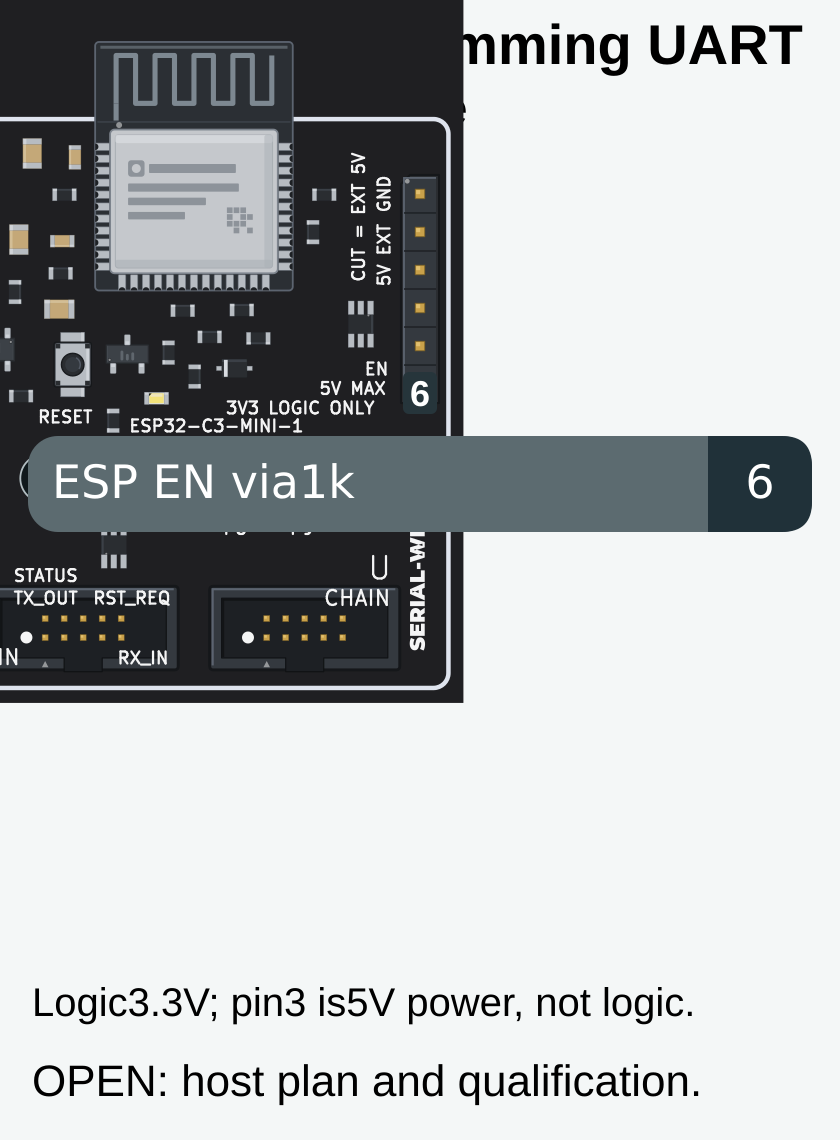 mming UART
CUT = EXT 5V
5V EXT GND
EN
5V MAX
6
3V3 LOGIC ONLY
RESET
ESP32-C3-MINI-1
ESP EN via1k 6
STATUS
TX_OUT RST_REQ
CHAIN
IN
RX_IN
Logic3.3V; pin3 is5V power, not logic.
OPEN: host plan and qualification.